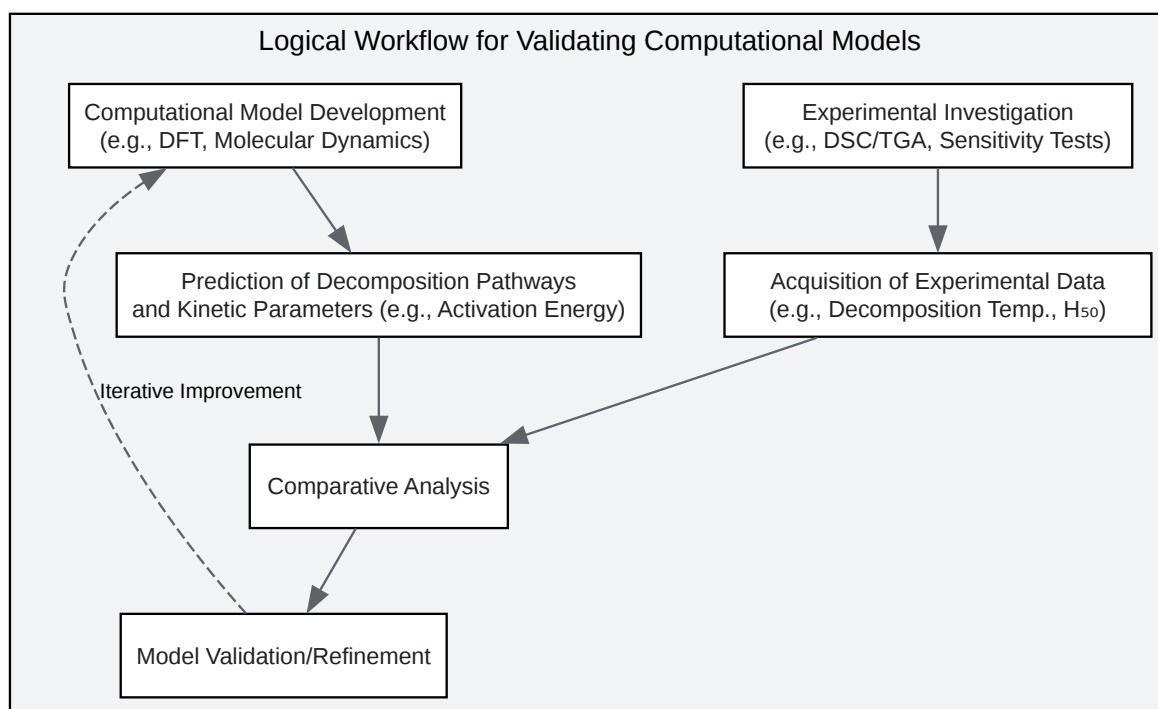 Logical Workflow for Validating Computational Models
Computational Model Development
(e.g., DFT, Molecular Dynamics)
Experimental Investigation
(e.g., DSC/TGA, Sensitivity Tests)
Prediction of Decomposition Pathways
and Kinetic Parameters (e.g., Activation Energy)
Acquisition of Experimental Data
(e.g., Decomposition Temp., H₅₀)
Iterative Improvement
Comparative Analysis
Model Validation/Refinement